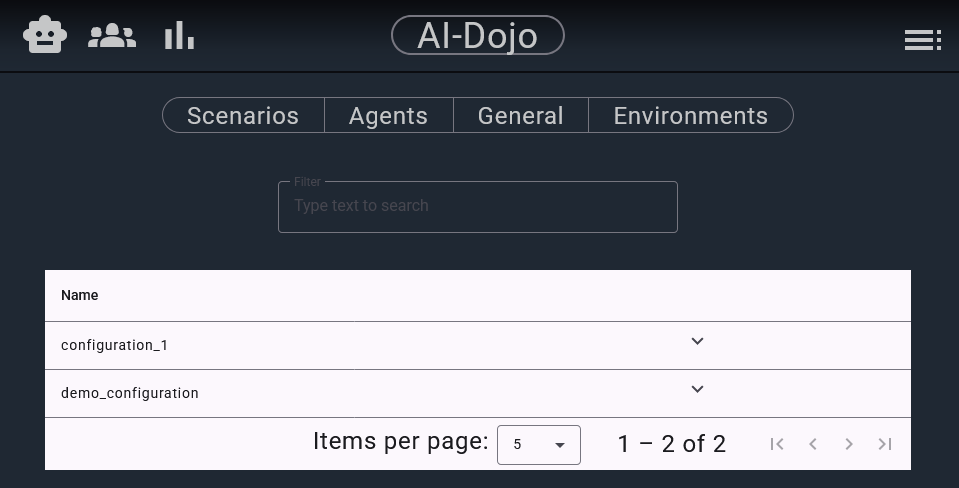 AI-Dojo
Scenarios Agents General Environments
Filter
Type text to search
Name
configuration_1
demo_configuration
Items per page: 5 1 – 2 of 2